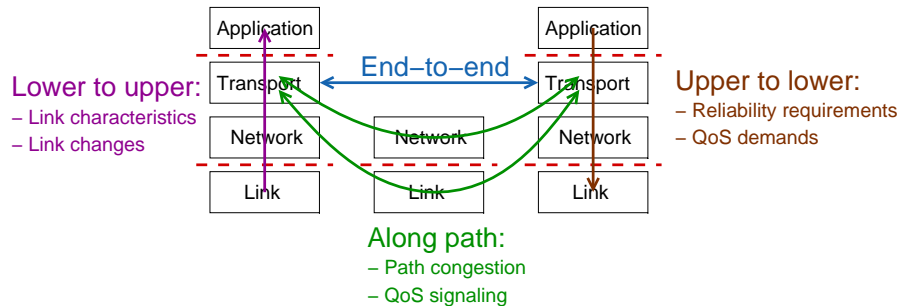 Application
Application
End−to−end
Lower to upper:
− Link characteristics
− Link changes
Transport
Transport
Upper to lower:
− Reliability requirements
− QoS demands
Network
Network
Network
Link
Link
Link
Along path:
− Path congestion
− QoS signaling